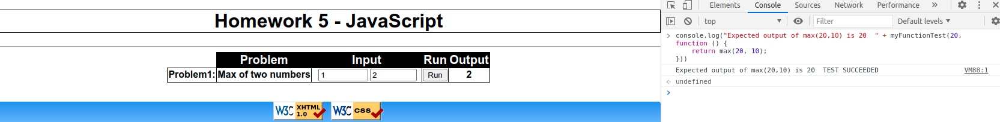 Homework 5 - JavaScript
Problem Input Run Output
Problem1: Max of two numbers 1 2 Run 2
W3C XHTML 1.0 W3C css
Elements Console Sources Network Performance »
top Filter Default levels
console.log("Expected output of max(20,10) is 20  " + myFunctionTest(20,
function () {
    return max(20, 10);
}))
Expected output of max(20,10) is 20  TEST SUCCEEDED VM88:1
undefined